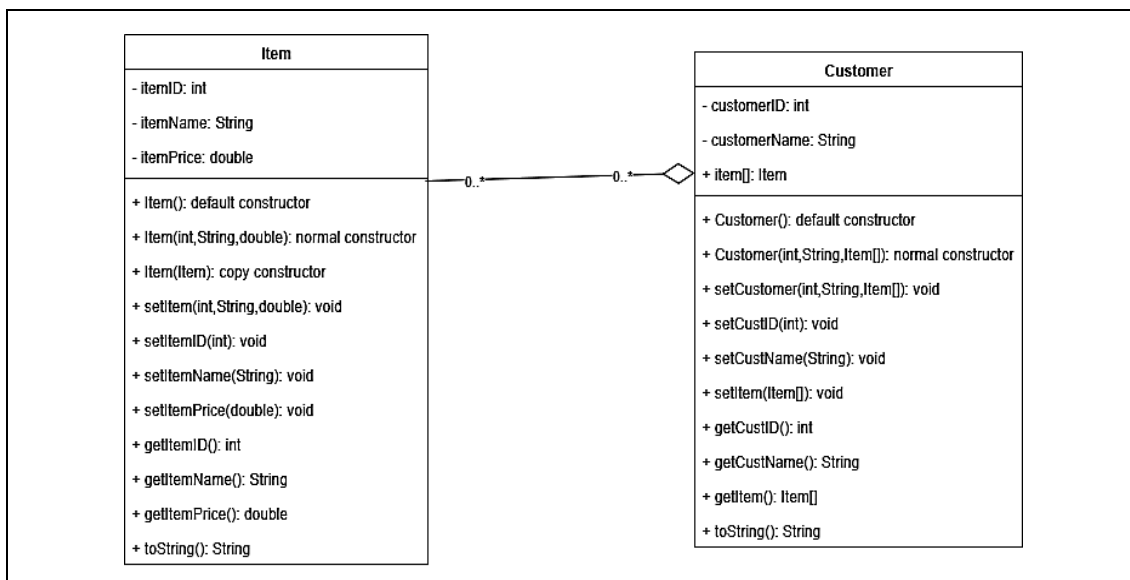 Item
- itemID: int
- itemName: String
- itemPrice: double
+ Item(): default constructor
+ Item(int,String,double): normal constructor
+ Item(Item): copy constructor
+ setItem(int,String,double): void
+ setItemID(int): void
+ setItemName(String): void
+ setItemPrice(double): void
+ getItemID(): int
+ getItemName(): String
+ getItemPrice(): double
+ toString(): String
0..*
0..*
Customer
- customerID: int
- customerName: String
+ item[]: Item
+ Customer(): default constructor
+ Customer(int,String,Item[]): normal constructor
+ setCustomer(int,String,Item[]): void
+ setCustID(int): void
+ setCustName(String): void
+ setItem(Item[]): void
+ getCustID(): int
+ getCustName(): String
+ getItem(): Item[]
+ toString(): String